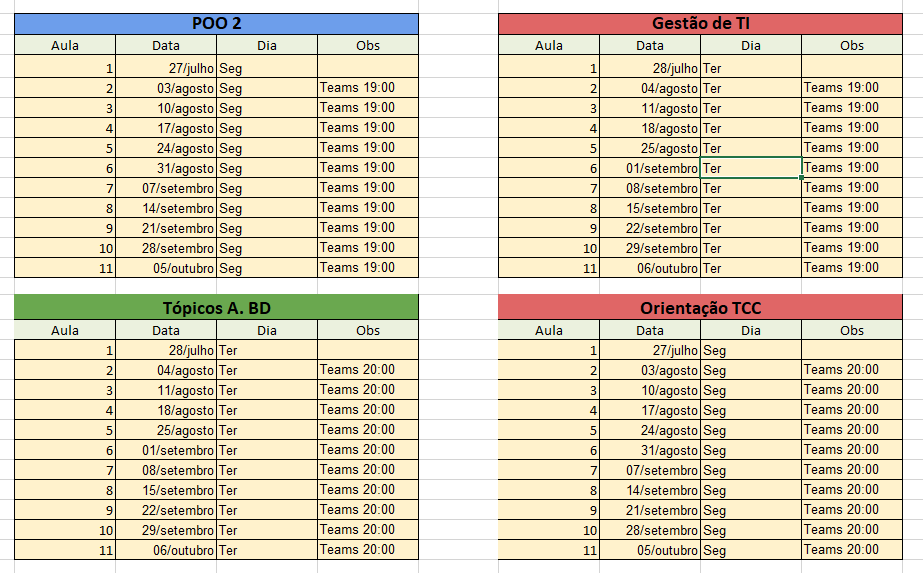 POO 2
Aula Data Dia Obs
1 27/julho Seg
2 03/agosto Seg Teams 19:00
3 10/agosto Seg Teams 19:00
4 17/agosto Seg Teams 19:00
5 24/agosto Seg Teams 19:00
6 31/agosto Seg Teams 19:00
7 07/setembro Seg Teams 19:00
8 14/setembro Seg Teams 19:00
9 21/setembro Seg Teams 19:00
10 28/setembro Seg Teams 19:00
11 05/outubro Seg Teams 19:00
Gestão de TI
Aula Data Dia Obs
1 28/julho Ter
2 04/agosto Ter Teams 19:00
3 11/agosto Ter Teams 19:00
4 18/agosto Ter Teams 19:00
5 25/agosto Ter Teams 19:00
6 01/setembro Ter Teams 19:00
7 08/setembro Ter Teams 19:00
8 15/setembro Ter Teams 19:00
9 22/setembro Ter Teams 19:00
10 29/setembro Ter Teams 19:00
11 06/outubro Ter Teams 19:00
Tópicos A. BD
Aula Data Dia Obs
1 28/julho Ter
2 04/agosto Ter Teams 20:00
3 11/agosto Ter Teams 20:00
4 18/agosto Ter Teams 20:00
5 25/agosto Ter Teams 20:00
6 01/setembro Ter Teams 20:00
7 08/setembro Ter Teams 20:00
8 15/setembro Ter Teams 20:00
9 22/setembro Ter Teams 20:00
10 29/setembro Ter Teams 20:00
11 06/outubro Ter Teams 20:00
Orientação TCC
Aula Data Dia Obs
1 27/julho Seg
2 03/agosto Seg Teams 20:00
3 10/agosto Seg Teams 20:00
4 17/agosto Seg Teams 20:00
5 24/agosto Seg Teams 20:00
6 31/agosto Seg Teams 20:00
7 07/setembro Seg Teams 20:00
8 14/setembro Seg Teams 20:00
9 21/setembro Seg Teams 20:00
10 28/setembro Seg Teams 20:00
11 05/outubro Seg Teams 20:00